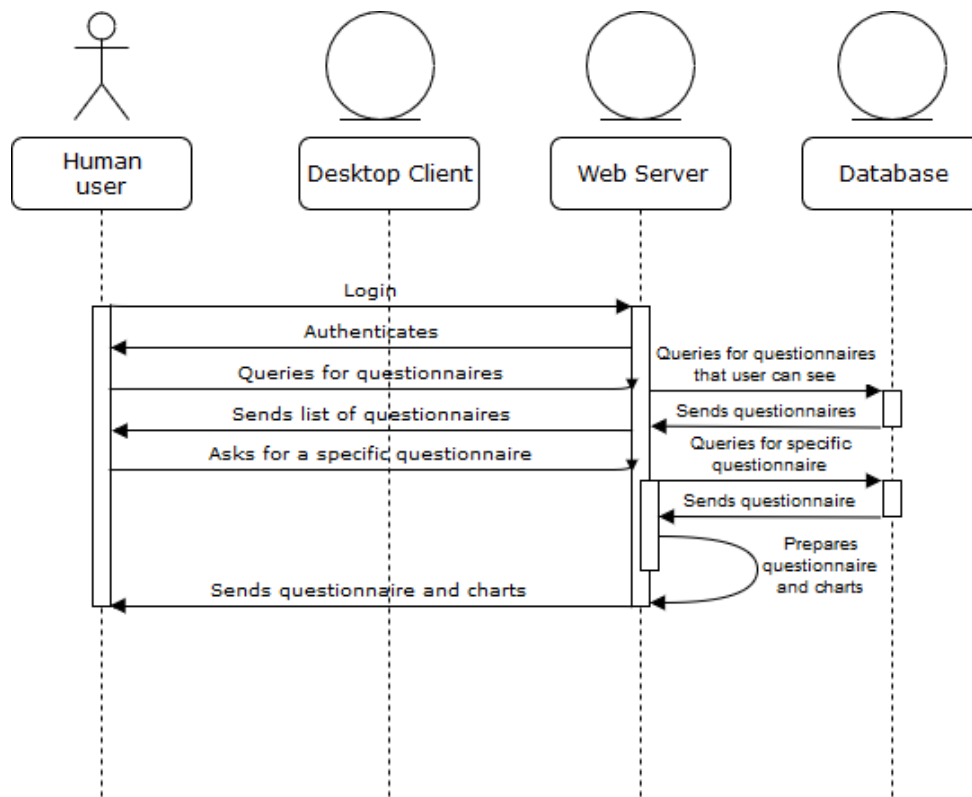 Human
user
Desktop Client
Web Server
Database
Login
Authenticates
Queries for questionnaires
Queries for questionnaires
that user can see
Sends list of questionnaires
Sends questionnaires
Asks for a specific questionnaire
Queries for specific
questionnaire
Sends questionnaire
Prepares
questionnaire
and charts
Sends questionnaire and charts